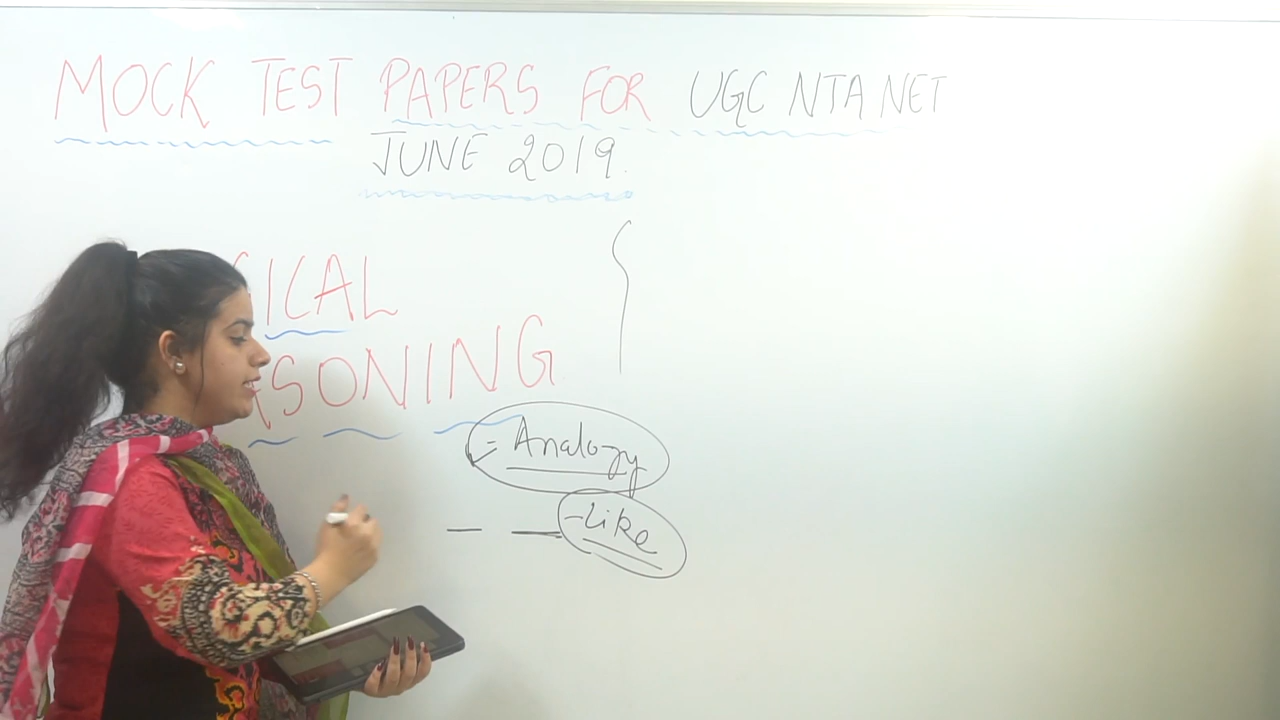 MOCK TEST PAPERS FOR UGC NTA NET
JUNE 2019.
ICAL
SONING
= Analogy
- Like